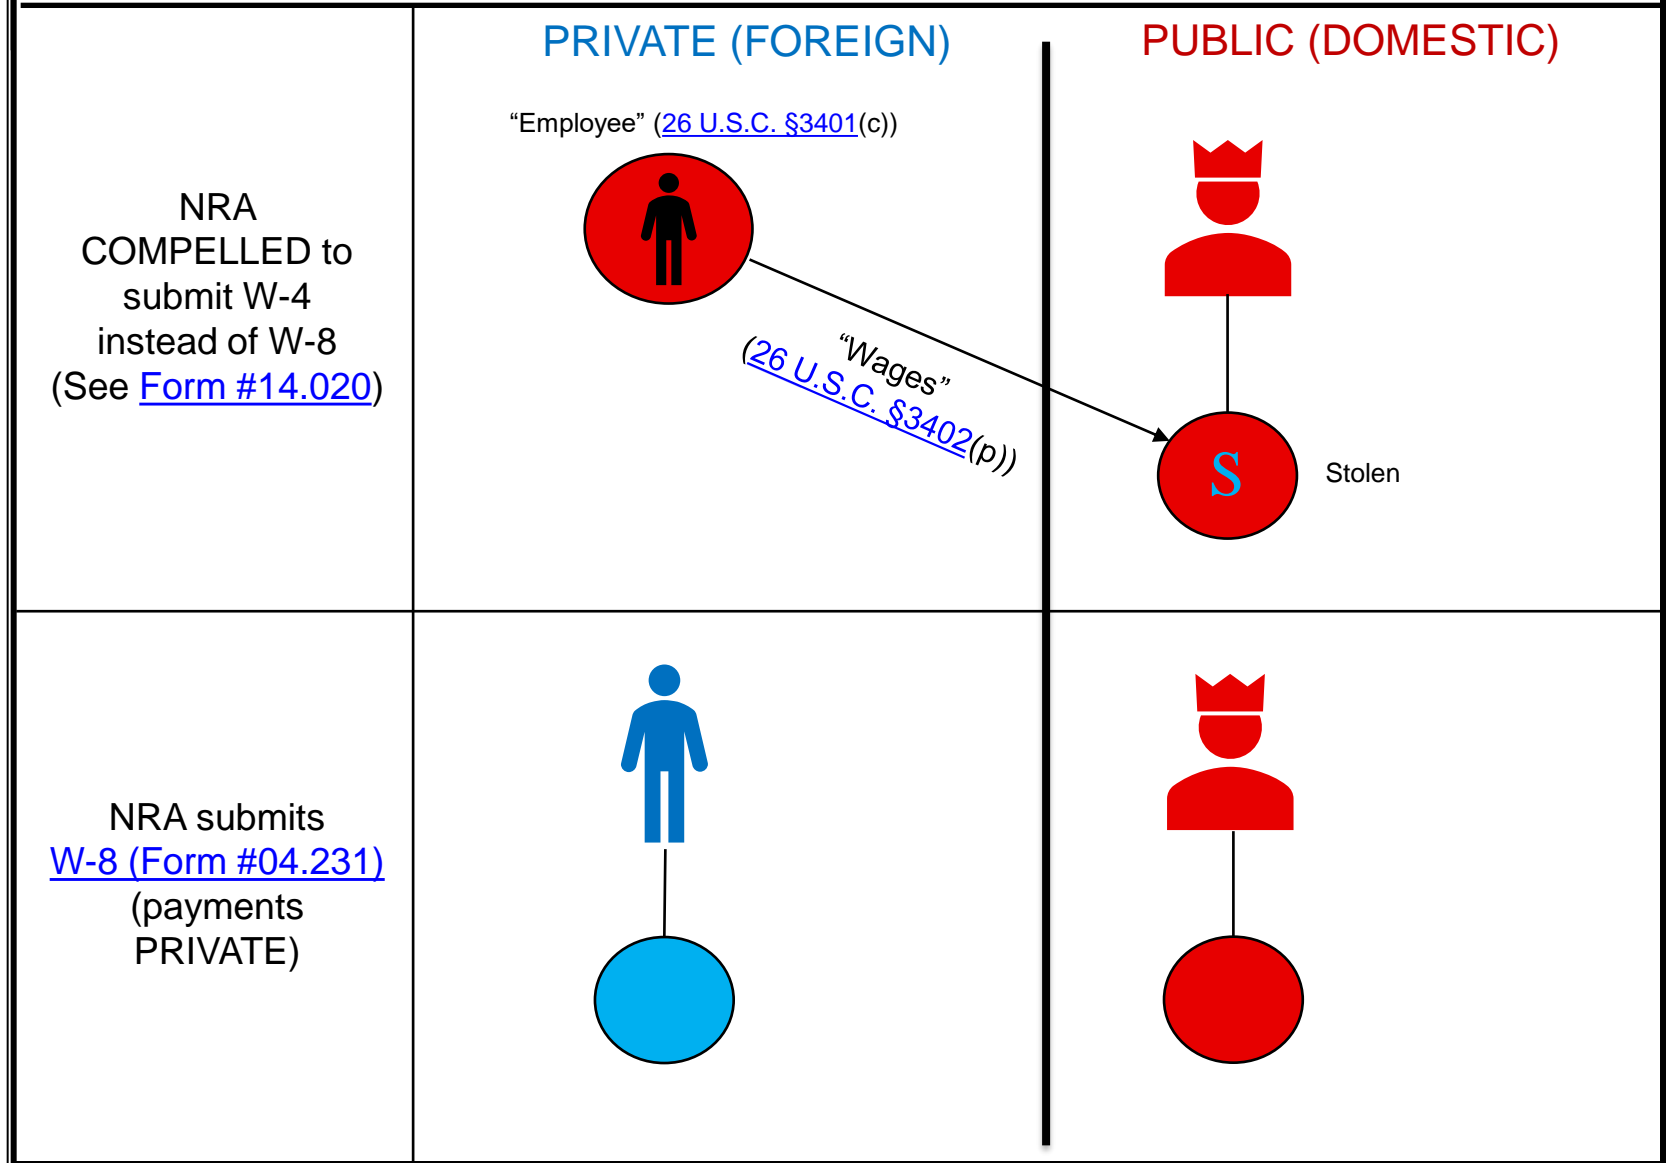 PRIVATE (FOREIGN)
PUBLIC (DOMESTIC)
NRA
COMPELLED to
submit W-4
instead of W-8
(See Form #14.020)
“Employee” (26 U.S.C. §3401(c))
“Wages”
(26 U.S.C. §3402(p))
S
Stolen
NRA submits
W-8 (Form #04.231)
(payments
PRIVATE)